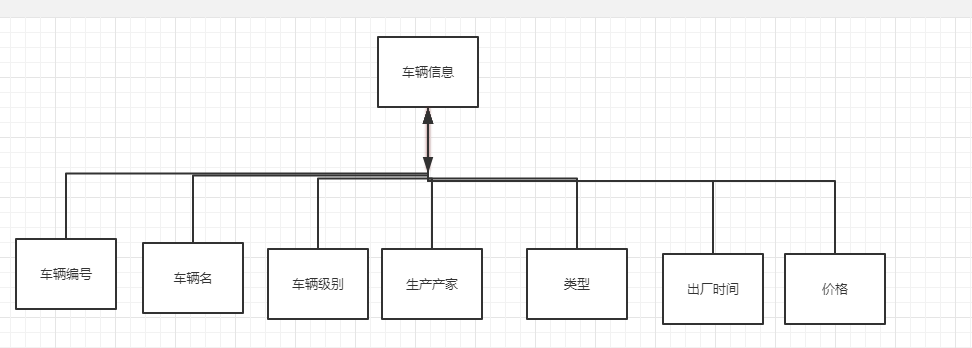 车辆信息
车辆编号
车辆名
车辆级别
生产产家
类型
出厂时间
价格